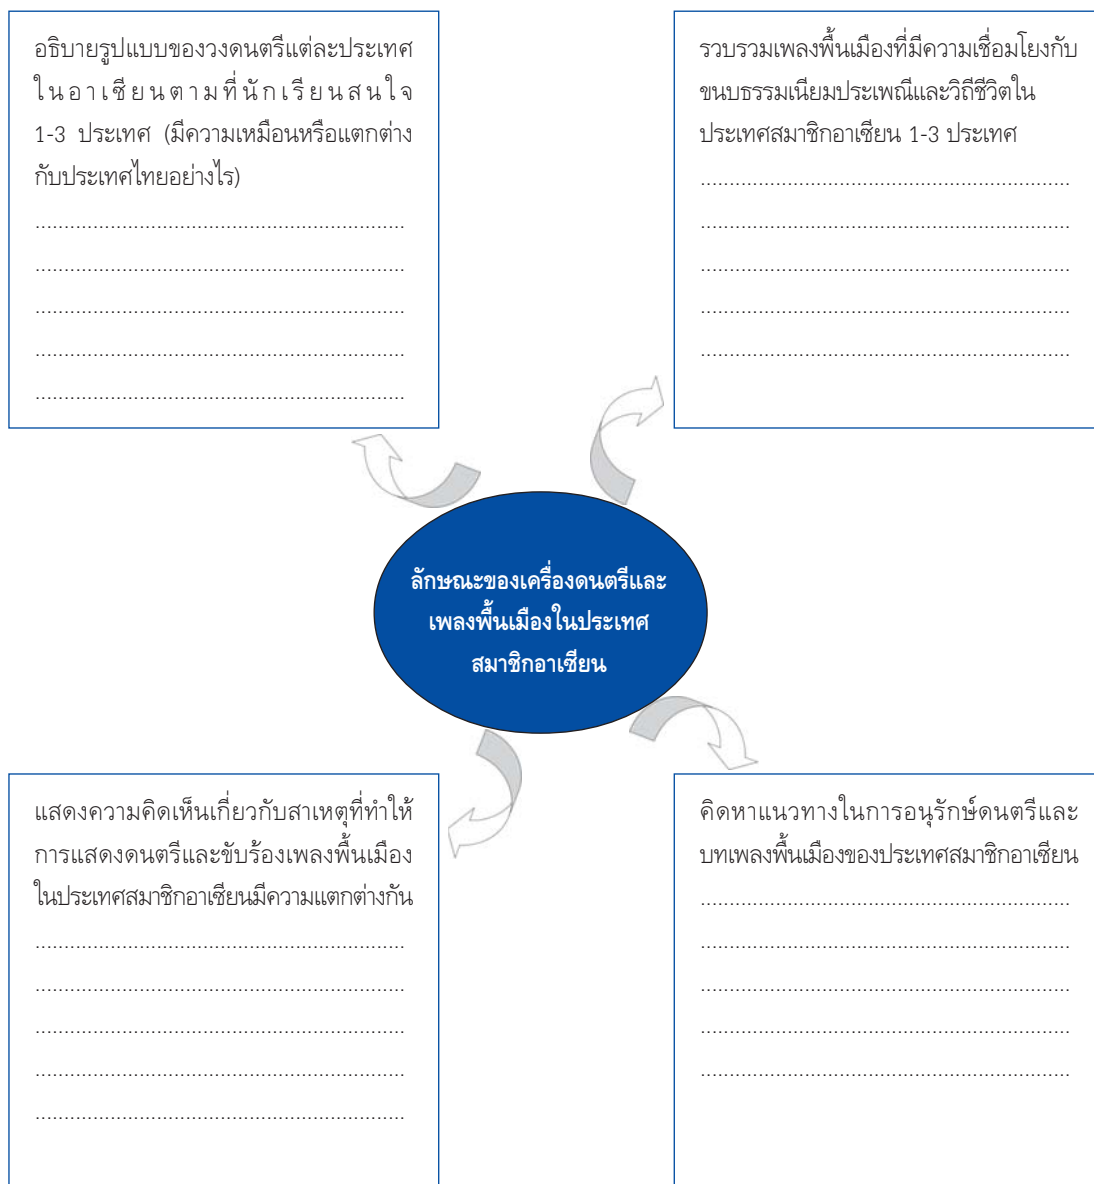 อธิบายรูปแบบของวงดนตรีแต่ละประเทศ
ในอาเซียนตามที่นักเรียนสนใจ
1-3 ประเทศ (มีความเหมือนหรือแตกต่าง
กับประเทศไทยอย่างไร)
................................................................
................................................................
................................................................
................................................................
................................................................
รวบรวมเพลงพื้นเมืองที่มีความเชื่อมโยงกับ
ขนบธรรมเนียมประเพณีและวิถีชีวิตใน
ประเทศสมาชิกอาเซียน 1-3 ประเทศ
................................................................
................................................................
................................................................
................................................................
................................................................
ลักษณะของเครื่องดนตรีและ
เพลงพื้นเมืองในประเทศ
สมาชิกอาเซียน
แสดงความคิดเห็นเกี่ยวกับสาเหตุที่ทำให้
การแสดงดนตรีและขับร้องเพลงพื้นเมือง
ในประเทศสมาชิกอาเซียนมีความแตกต่างกัน
................................................................
................................................................
................................................................
................................................................
................................................................
คิดหาแนวทางในการอนุรักษ์ดนตรีและ
บทเพลงพื้นเมืองของประเทศสมาชิกอาเซียน
................................................................
................................................................
................................................................
................................................................
................................................................